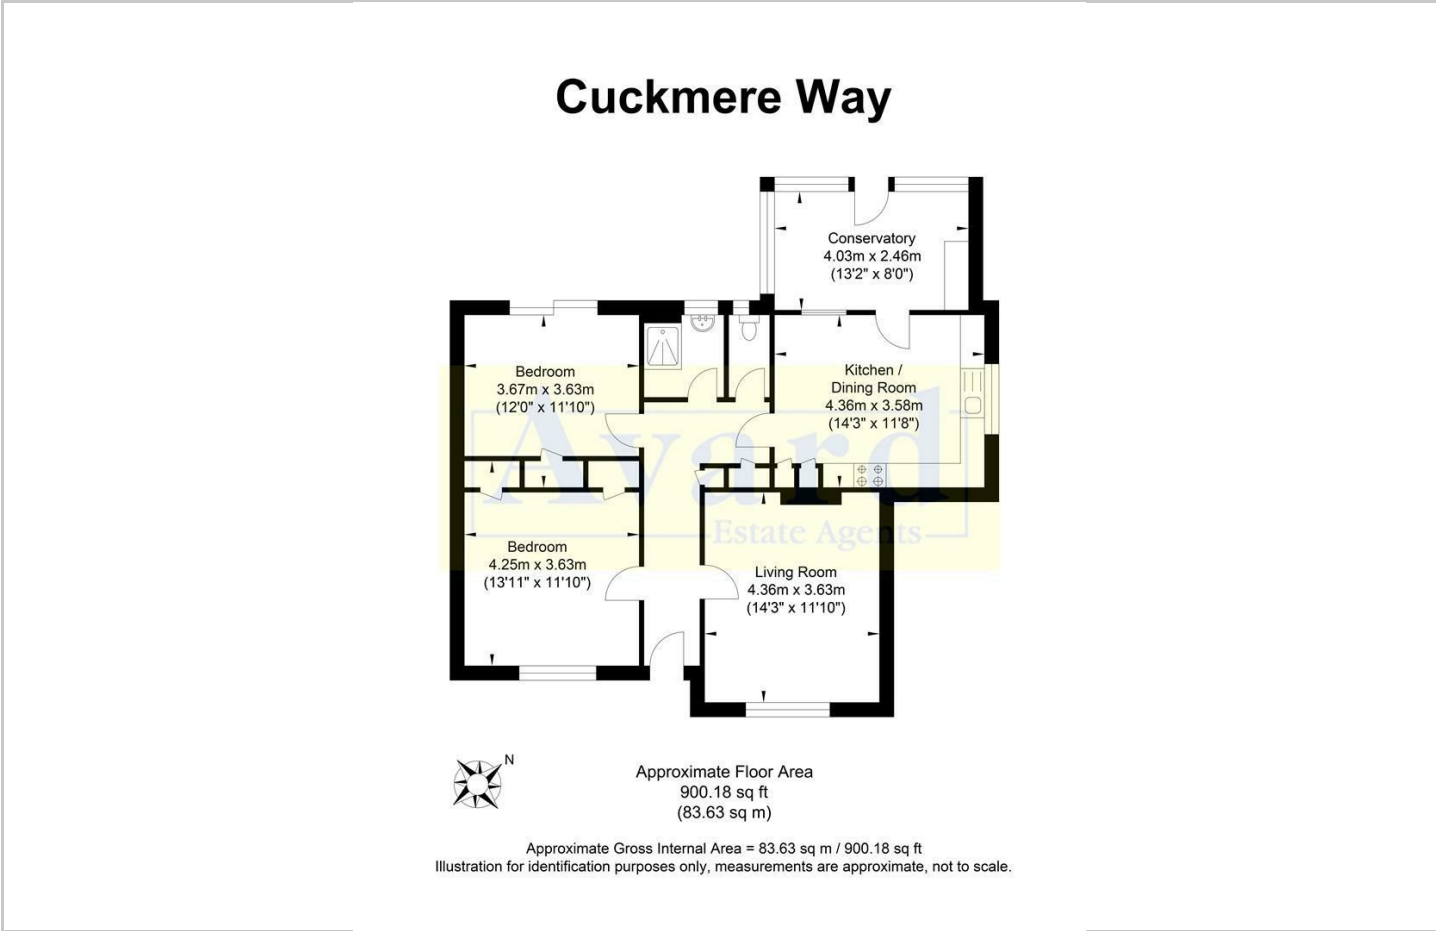 Cuckmere Way
Conservatory
4.03m x 2.46m
(13'2" x 8'0")
Bedroom
3.67m x 3.63m
(12'0" x 11'10")
Kitchen /
Dining Room
4.36m x 3.58m
(14'3" x 11'8")
Avard
Estate Agents
Bedroom
4.25m x 3.63m
(13'11" x 11'10")
Living Room
4.36m x 3.63m
(14'3" x 11'10")
N
Approximate Floor Area
900.18 sq ft
(83.63 sq m)
Approximate Gross Internal Area = 83.63 sq m / 900.18 sq ft
Illustration for identification purposes only, measurements are approximate, not to scale.